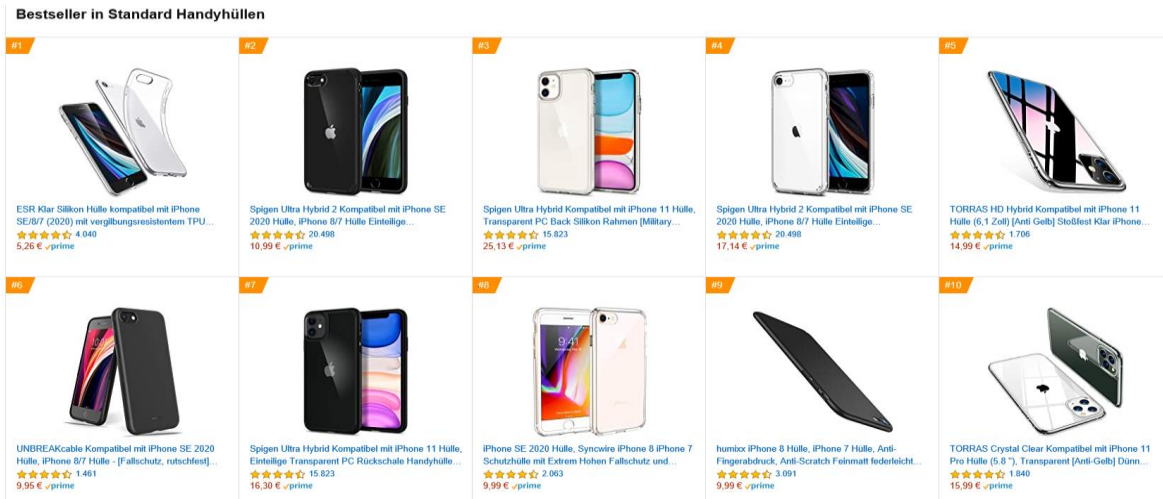 Bestseller in Standard Handyhüllen
#1
ESR Klar Silikon Hülle kompatibel mit iPhone
SE/8/7 (2020) mit vergilbungsresistentem TPU...
4.040
5,26 € prime
#2
Spigen Ultra Hybrid 2 Kompatibel mit iPhone SE
2020 Hülle, iPhone 8/7 Hülle Einteilige...
20.498
10,99 € prime
#3
Spigen Ultra Hybrid Kompatibel mit iPhone 11 Hülle,
Transparent PC Back Silikon Rahmen [Military...
15.823
25,13 € prime
#4
Spigen Ultra Hybrid 2 Kompatibel mit iPhone SE
2020 Hülle, iPhone 8/7 Hülle Einteilige...
20.498
17,14 € prime
#5
TORRAS HD Hybrid Kompatibel mit iPhone 11
Hülle (6,1 Zoll) [Anti Gelb] Stoßfest Klar iPhone...
1.706
14,99 € prime
#6
UNBREAKcable Kompatibel mit iPhone SE 2020
Hülle, iPhone 8/7 Hülle - [Fallschutz, rutschfest]...
1.461
9,95 € prime
#7
Spigen Ultra Hybrid Kompatibel mit iPhone 11 Hülle,
Einteilige Transparent PC Rückschale Handyhülle...
15.823
16,30 € prime
#8
9:41
iPhone SE 2020 Hülle, Syncwire iPhone 8 iPhone 7
Schutzhülle mit Extrem Hohen Fallschutz und...
2.063
9,99 € prime
#9
humixx iPhone 8 Hülle, iPhone 7 Hülle, Anti-
Fingerabdruck, Anti-Scratch Feinmatt federleicht...
3.091
9,99 € prime
#10
TORRAS Crystal Clear Kompatibel mit iPhone 11
Pro Hülle (5.8 "), Transparent [Anti-Gelb] Dünn...
1.840
15,99 € prime